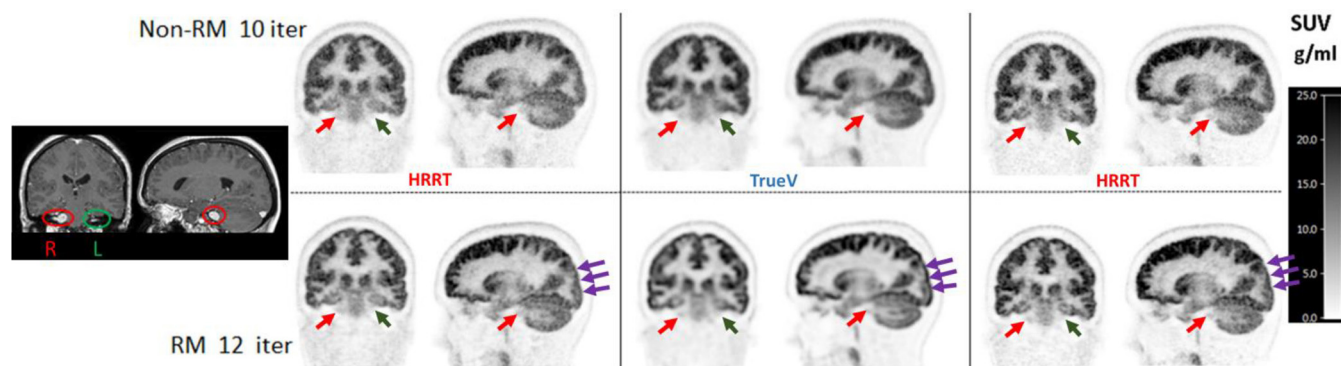 Non-RM 10 iter
SUV
g/ml
25.0
20.0
15.0
10.0
5.0
0.0
HRRT
TrueV
HRRT
R
L
RM 12 iter